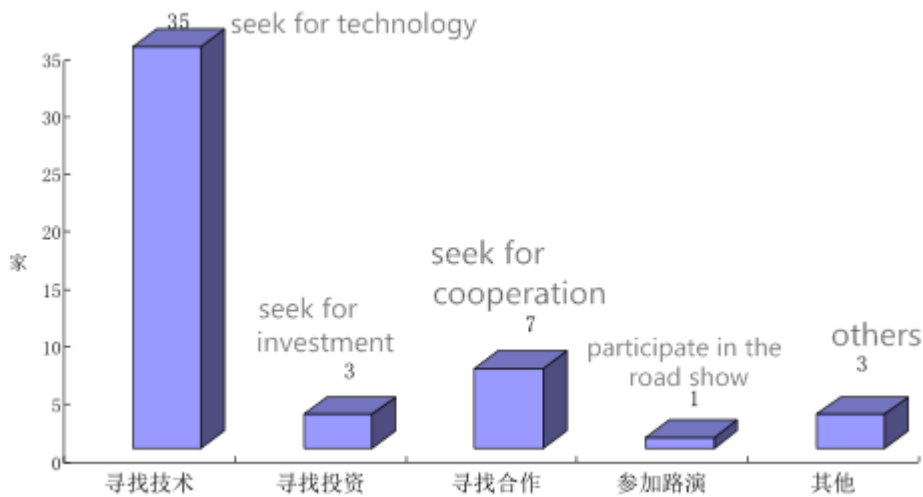 35 seek for technology
35
30
25
20
15
10
5
0
家
seek for
investment
3
seek for
cooperation
7
participate in the
road show
1
others
3
寻找技术 寻找投资 寻找合作 参加路演 其他